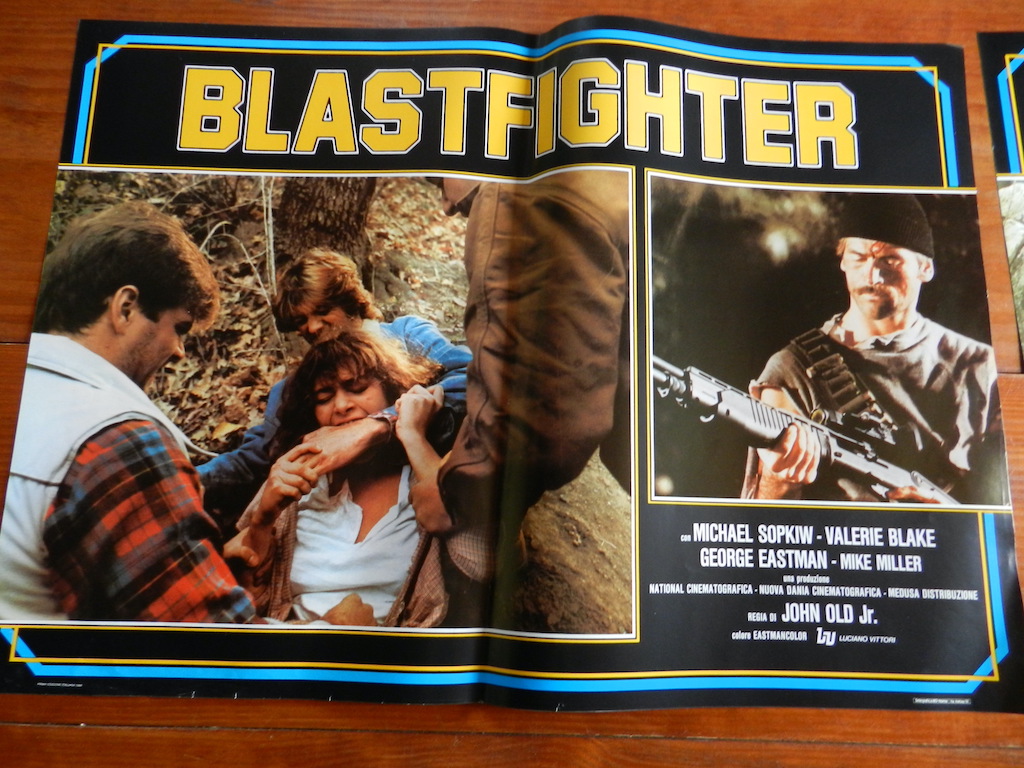 BLASTFIGHTER
con MICHAEL SOPKIW - VALERIE BLAKE
GEORGE EASTMAN - MIKE MILLER
una produzione
NATIONAL CINEMATOGRAFICA - NUOVA DANIA CINEMATOGRAFICA - MEDUSA DISTRIBUZIONE
REGIA DI JOHN OLD Jr.
colore EASTMANCOLOR LV LUCIANO VITTORI